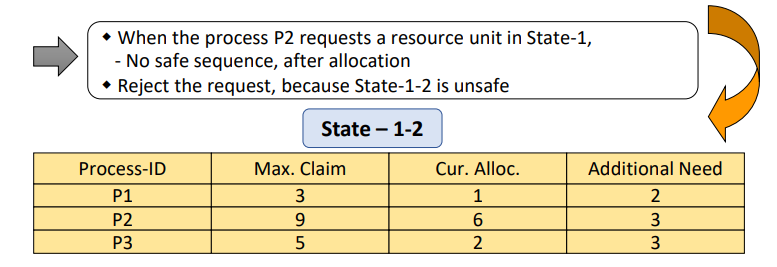 ◆ When the process P2 requests a resource unit in State-1,
- No safe sequence, after allocation
◆ Reject the request, because State-1-2 is unsafe
State – 1-2
Process-ID Max. Claim Cur. Alloc. Additional Need
P1 3 1 2
P2 9 6 3
P3 5 2 3